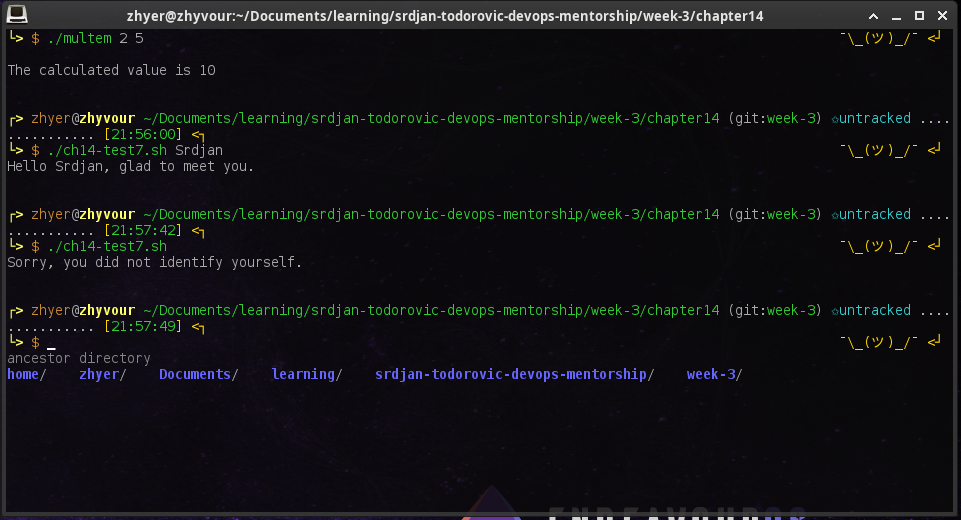 zhyer@zhyvour:~/Documents/learning/srdjan-todorovic-devops-mentorship/week-3/chapter14
└> $ ./multem 2 5 ¯\_(ツ)_/¯ <┘
The calculated value is 10
┌> zhyer@zhyvour ~/Documents/learning/srdjan-todorovic-devops-mentorship/week-3/chapter14 (git:week-3) ✩untracked ....
........... [21:56:00] <┐
└> $ ./ch14-test7.sh Srdjan ¯\_(ツ)_/¯ <┘
Hello Srdjan, glad to meet you.
┌> zhyer@zhyvour ~/Documents/learning/srdjan-todorovic-devops-mentorship/week-3/chapter14 (git:week-3) ✩untracked ....
........... [21:57:42] <┐
└> $ ./ch14-test7.sh ¯\_(ツ)_/¯ <┘
Sorry, you did not identify yourself.
┌> zhyer@zhyvour ~/Documents/learning/srdjan-todorovic-devops-mentorship/week-3/chapter14 (git:week-3) ✩untracked ....
........... [21:57:49] <┐
└> $ _ ¯\_(ツ)_/¯ <┘
ancestor directory
home/ zhyer/ Documents/ learning/ srdjan-todorovic-devops-mentorship/ week-3/